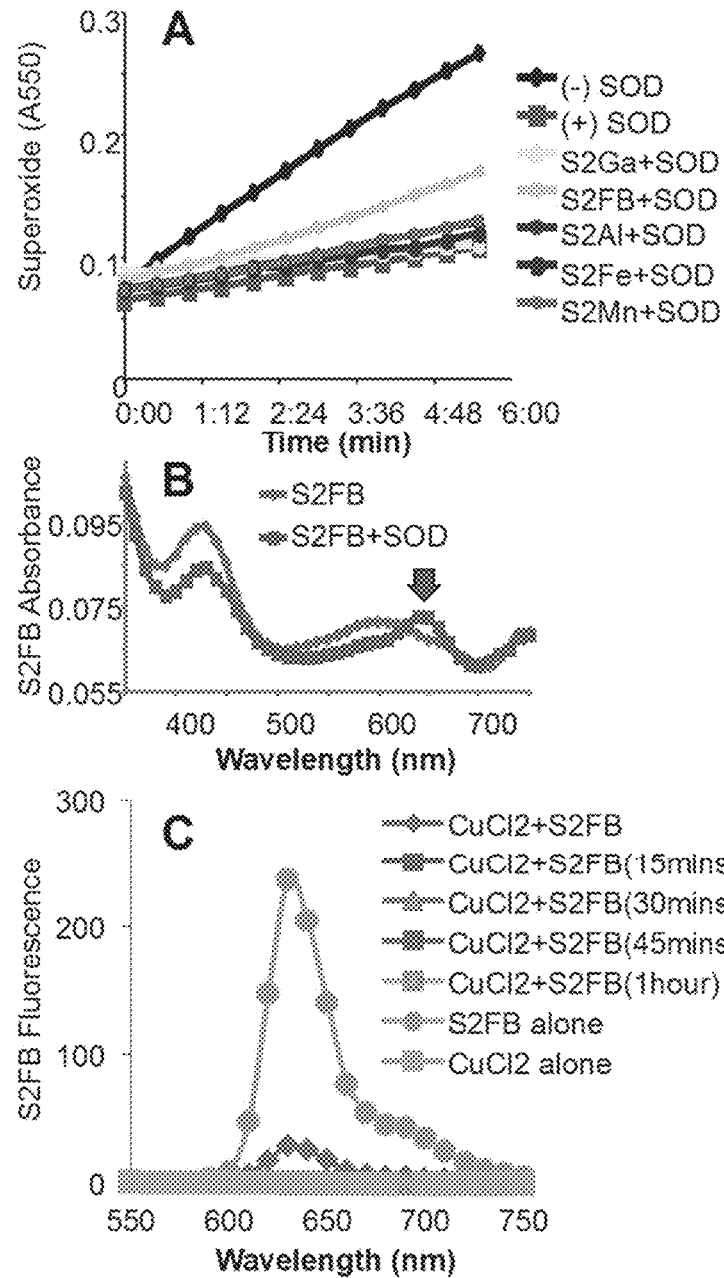 A
0.3
0.2
0.1
0
Superoxide (A550)
0:00 1:12 2:24 3:36 4:48 6:00
Time (min)
(-) SOD
(+) SOD
S2Ga+SOD
S2FB+SOD
S2Al+SOD
S2Fe+SOD
S2Mn+SOD
B
S2FB
S2FB+SOD
0.095
0.075
0.055
S2FB Absorbance
400 500 600 700
Wavelength (nm)
C
300
200
100
0
S2FB Fluorescence
CuCl2+S2FB
CuCl2+S2FB(15mins
CuCl2+S2FB(30mins
CuCl2+S2FB(45mins
CuCl2+S2FB(1hour)
S2FB alone
CuCl2 alone
550 600 650 700 750
Wavelength (nm)